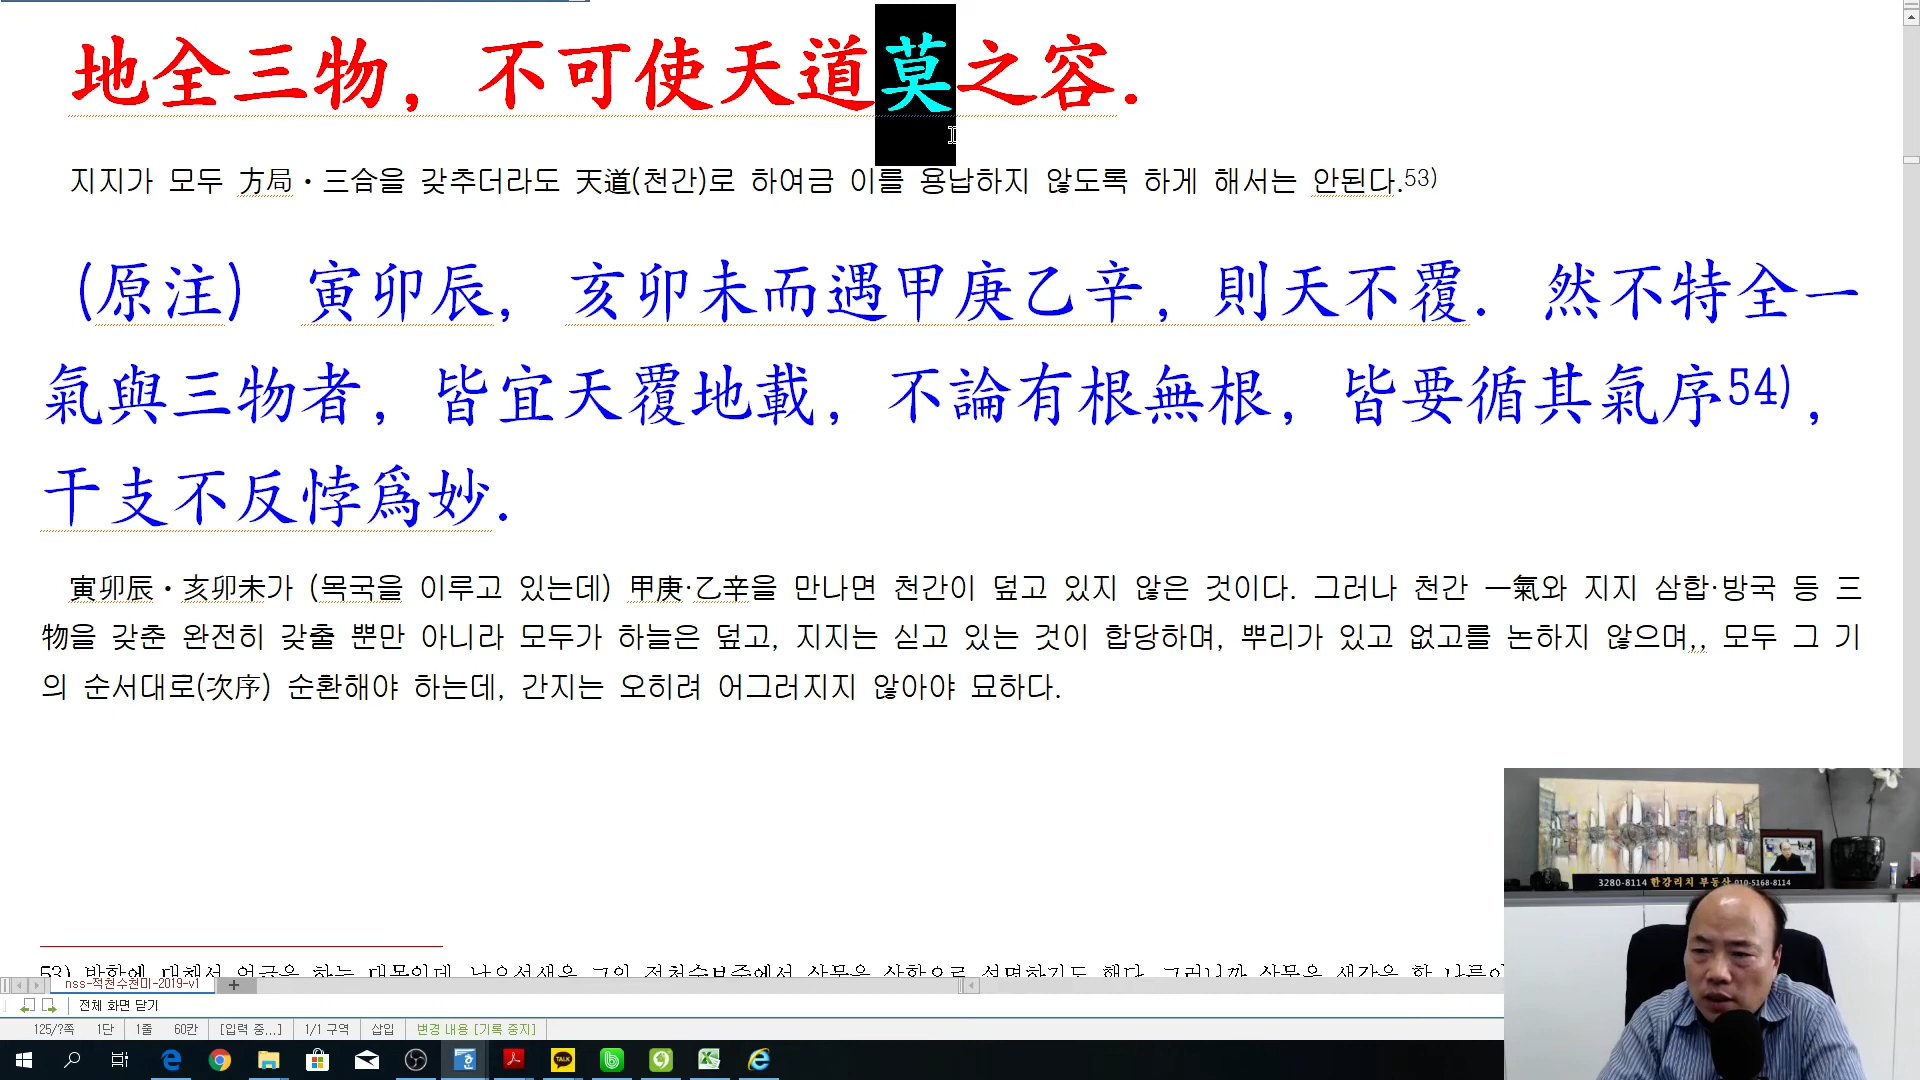 地全三物, 不可使天道莫之容.
지지가 모두 方局·三合을 갖추더라도 天道(천간)로 하여금 이를 용납하지 않도록 하게 해서는 안된다.53)
(原注) 寅卯辰, 亥卯未而遇甲庚乙辛, 則天不覆. 然不特全一
氣與三物者, 皆宜天覆地載, 不論有根無根, 皆要循其氣序54),
干支不反悖爲妙.
寅卯辰·亥卯未가 (목국을 이루고 있는데) 甲庚·乙辛을 만나면 천간이 덮고 있지 않은 것이다. 그러나 천간 一氣와 지지 삼합·방국 등 三
物을 갖춘 완전히 갖출 뿐만 아니라 모두가 하늘은 덮고, 지지는 싣고 있는 것이 합당하며, 뿌리가 있고 없고를 논하지 않으며,, 모두 그 기
의 순서대로(次序) 순환해야 하는데, 간지는 오히려 어그러지지 않아야 묘하다.
3280-8114 한강리치 부동산 010-5168-8114
nss-적천수천미-2019-v1
전체 화면 닫기
125/?쪽 1단 1줄 60칸 [입력 중...] 1/1 구역 삽입 변경 내용 [기록 중지]
TALK